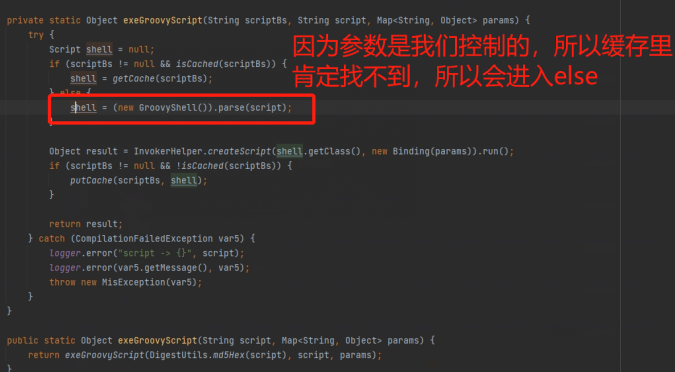 private static Object exeGroovyScript(String scriptBs, String script, Map<String, Object> params) {
try {
Script shell = null;
if (scriptBs != null && isCached(scriptBs)) {
shell = getCache(scriptBs);
} else {
shell = (new GroovyShell()).parse(script);
因为参数是我们控制的，所以缓存里
肯定找不到，所以会进入else
Object result = InvokerHelper.createScript(shell.getClass(), new Binding(params)).run();
if (scriptBs != null && !isCached(scriptBs)) {
putCache(scriptBs, shell);
}
return result;
} catch (CompilationFailedException var5) {
logger.error("script -> {}", script);
logger.error(var5.getMessage(), var5);
throw new MisException(var5);
}
}
public static Object exeGroovyScript(String script, Map<String, Object> params) {
return exeGroovyScript(DigestUtils.md5Hex(script), script, params);
}